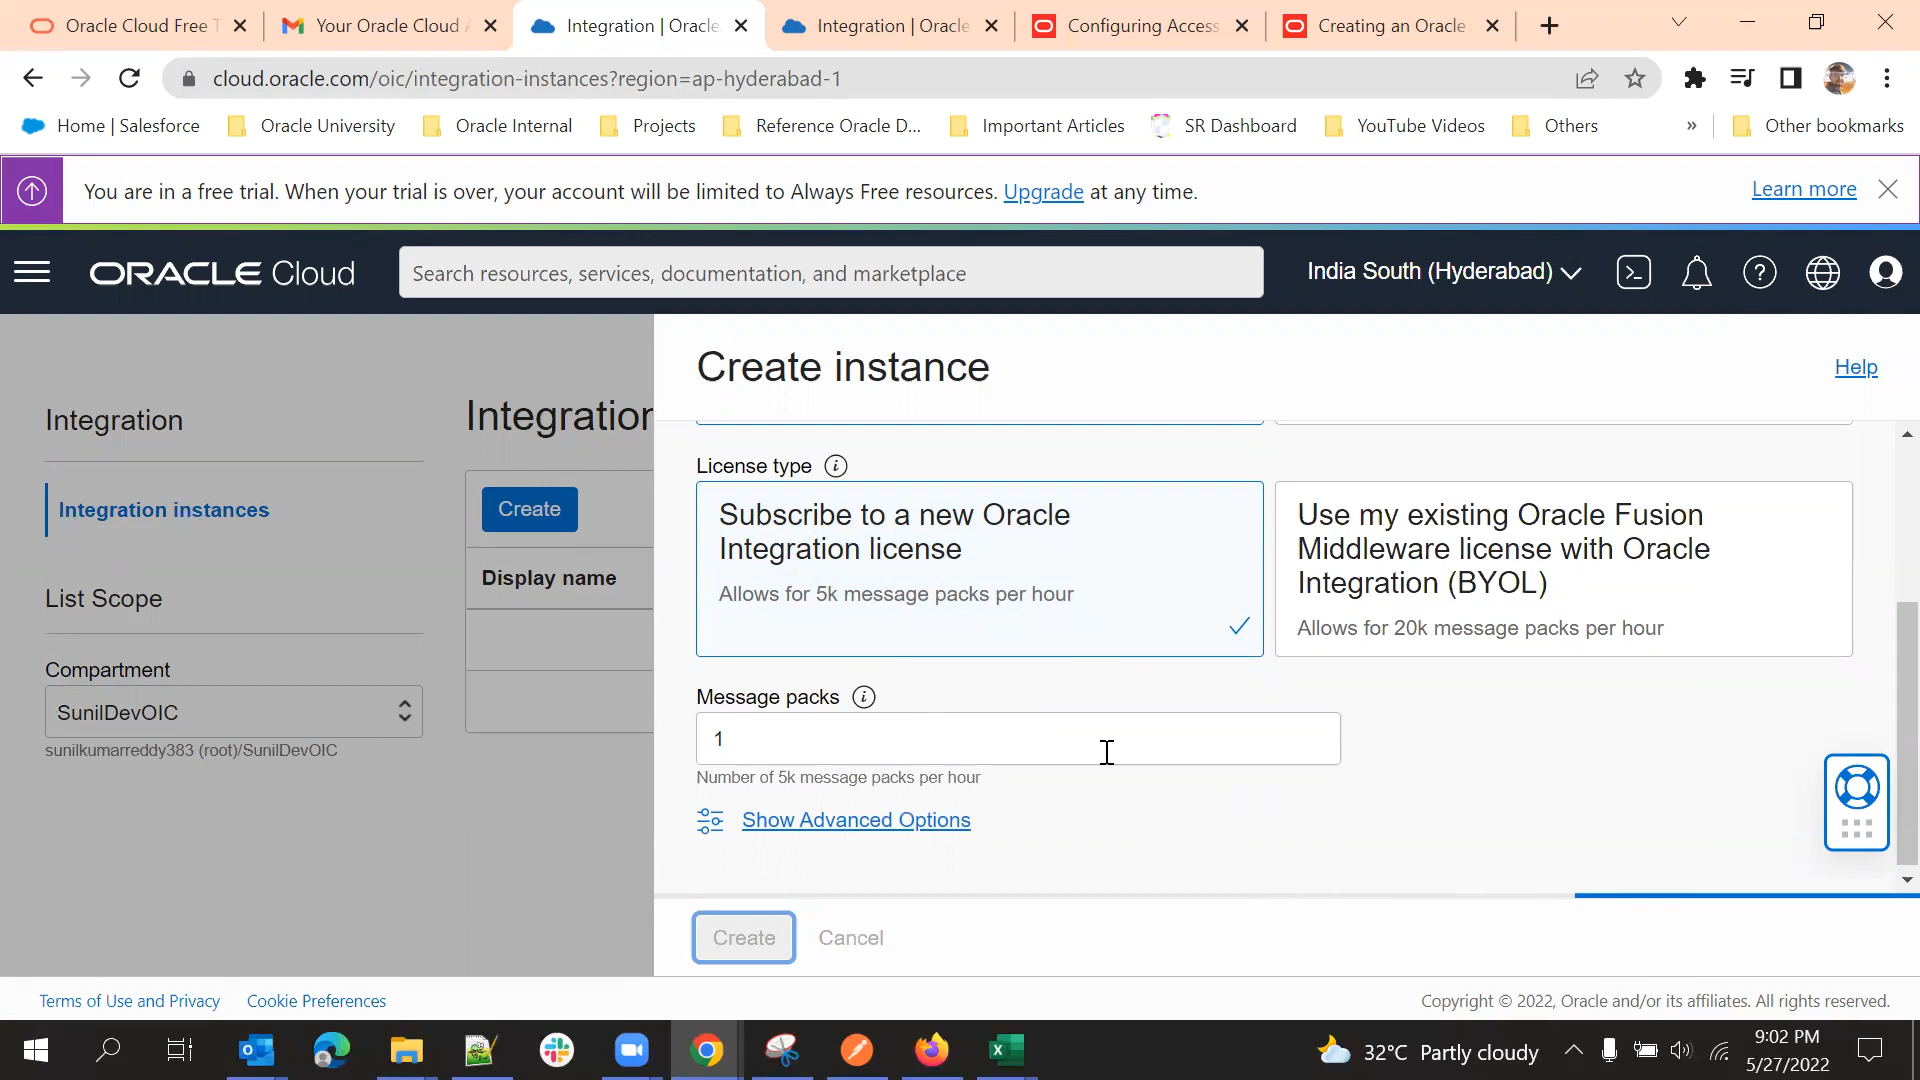 Oracle Cloud Free T
Your Oracle Cloud A
Integration | Oracle
Integration | Oracle
Configuring Access
Creating an Oracle
cloud.oracle.com/oic/integration-instances?region=ap-hyderabad-1
Home | Salesforce
Oracle University
Oracle Internal
Projects
Reference Oracle D...
Important Articles
SR Dashboard
YouTube Videos
Others
»
Other bookmarks
You are in a free trial. When your trial is over, your account will be limited to Always Free resources. Upgrade at any time.
Learn more
ORACLE Cloud
Search resources, services, documentation, and marketplace
India South (Hyderabad)
Create instance
Help
Integration
Integration
Integration instances
Create
Display name
List Scope
Compartment
SunilDevOIC
sunilkumarreddy383 (root)/SunilDevOIC
License type
Subscribe to a new Oracle
Integration license
Allows for 5k message packs per hour
Use my existing Oracle Fusion
Middleware license with Oracle
Integration (BYOL)
Allows for 20k message packs per hour
Message packs
1
Number of 5k message packs per hour
Show Advanced Options
Create
Cancel
Terms of Use and Privacy
Cookie Preferences
Copyright © 2022, Oracle and/or its affiliates. All rights reserved.
32°C Partly cloudy
9:02 PM
5/27/2022